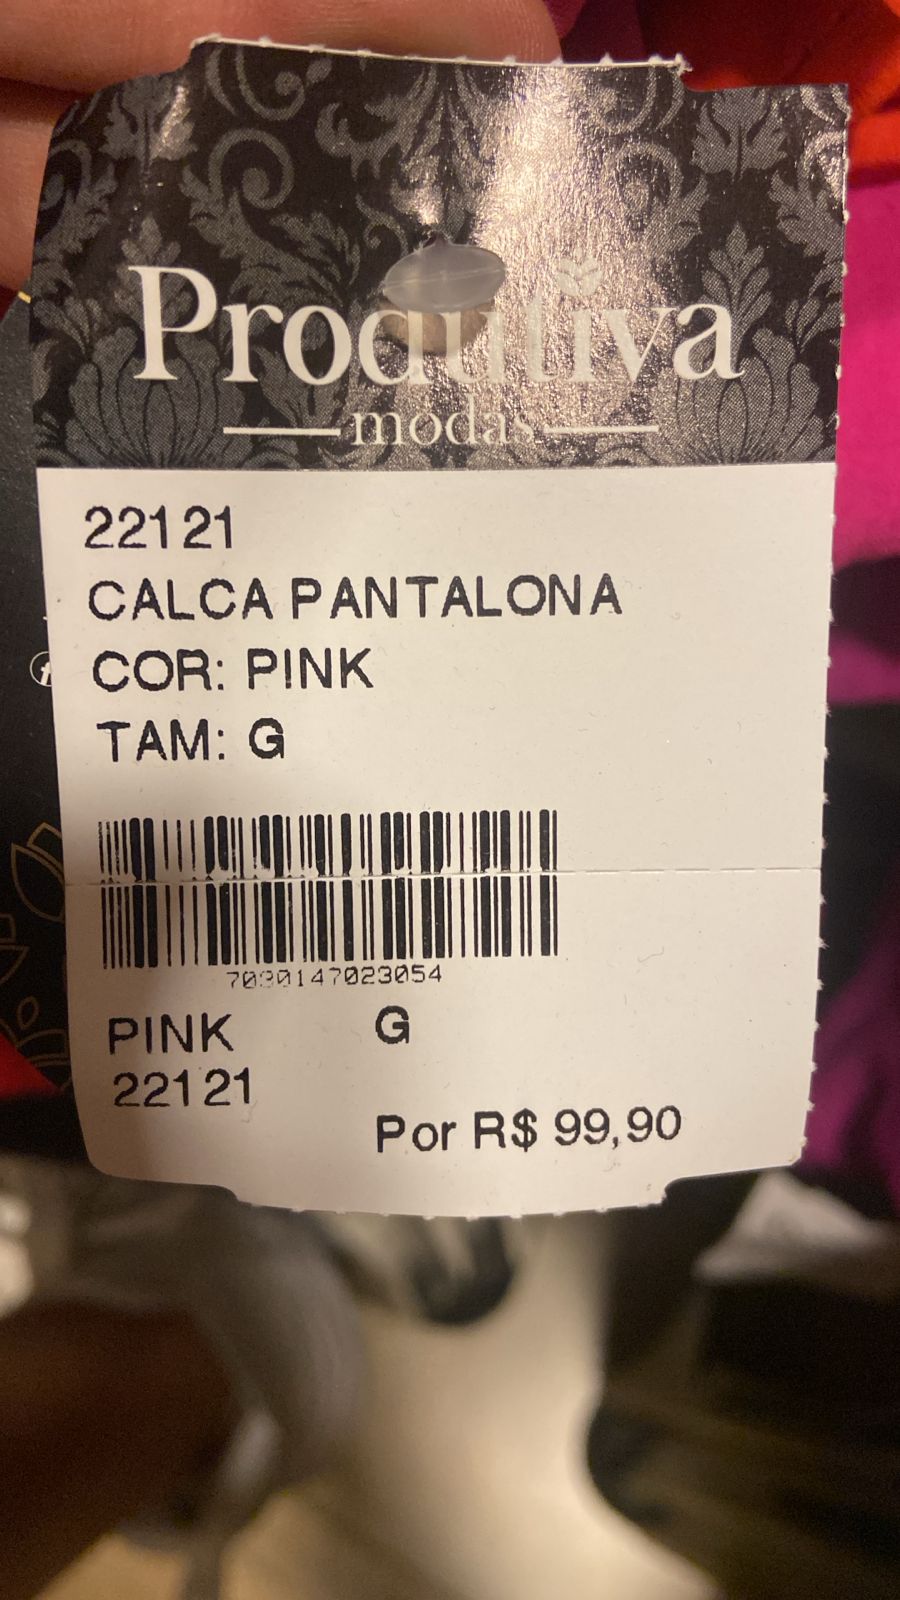 Produtiva
modas
22121
CALCA PANTALONA
COR: PINK
TAM: G
7030147023054
PINK G
22121
Por R$ 99,90